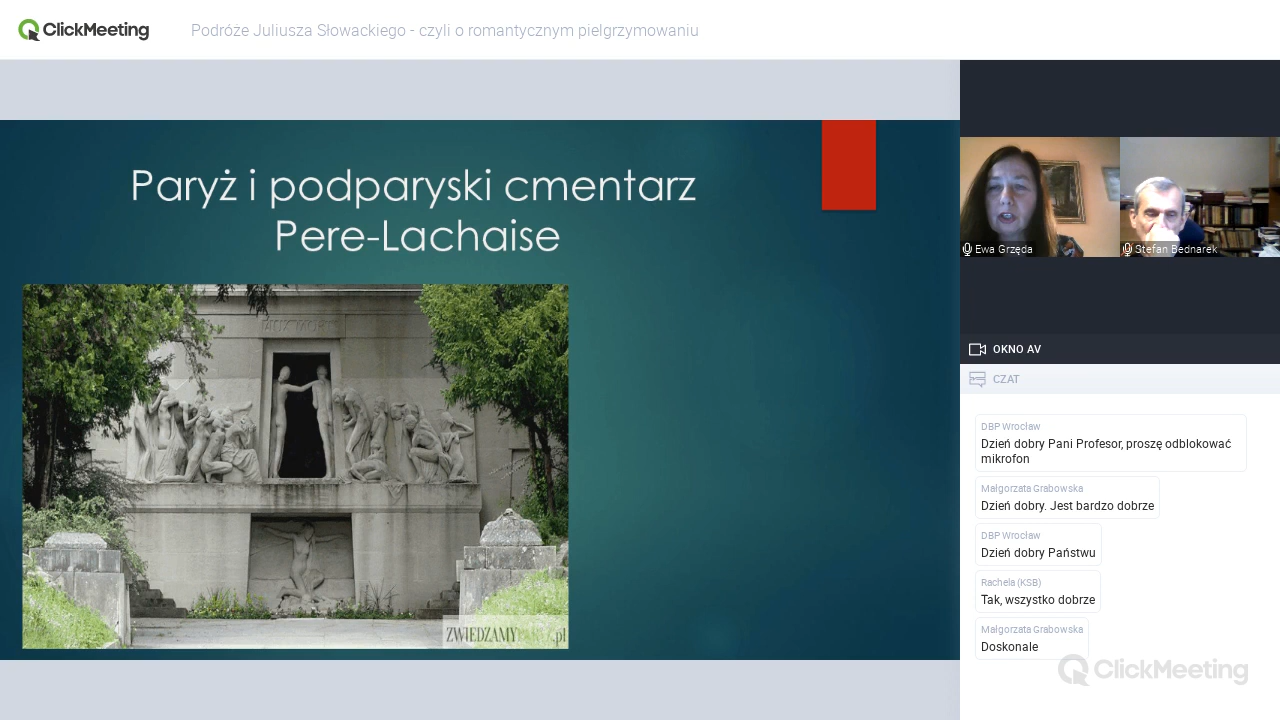 ClickMeeting
Podróże Juliusza Słowackiego - czyli o romantycznym pielgrzymowaniu
Paryż i podparyski cmentarz
Pere-Lachaise
ZWIEDZAMY
.pl
Ewa Grzęda
Stefan Bednarek
OKNO AV
CZAT
DBP Wrocław
Dzień dobry Pani Profesor, proszę odblokować
mikrofon
Małgorzata Grabowska
Dzień dobry. Jest bardzo dobrze
DBP Wrocław
Dzień dobry Państwu
Rachela (KSB)
Tak, wszystko dobrze
Małgorzata Grabowska
Doskonale
ClickMeeting